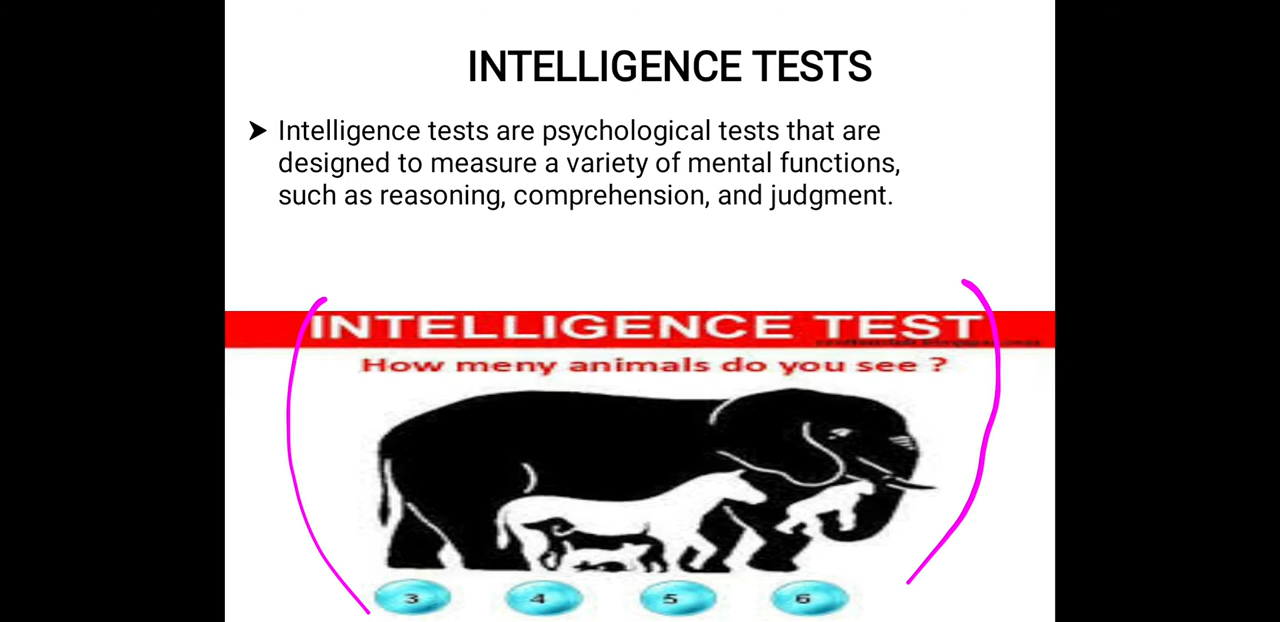 INTELLIGENCE TESTS
➤ Intelligence tests are psychological tests that are
designed to measure a variety of mental functions,
such as reasoning, comprehension, and judgment.
INTELLIGENCE TEST
How meny animals do you see ?
3 4 5 6